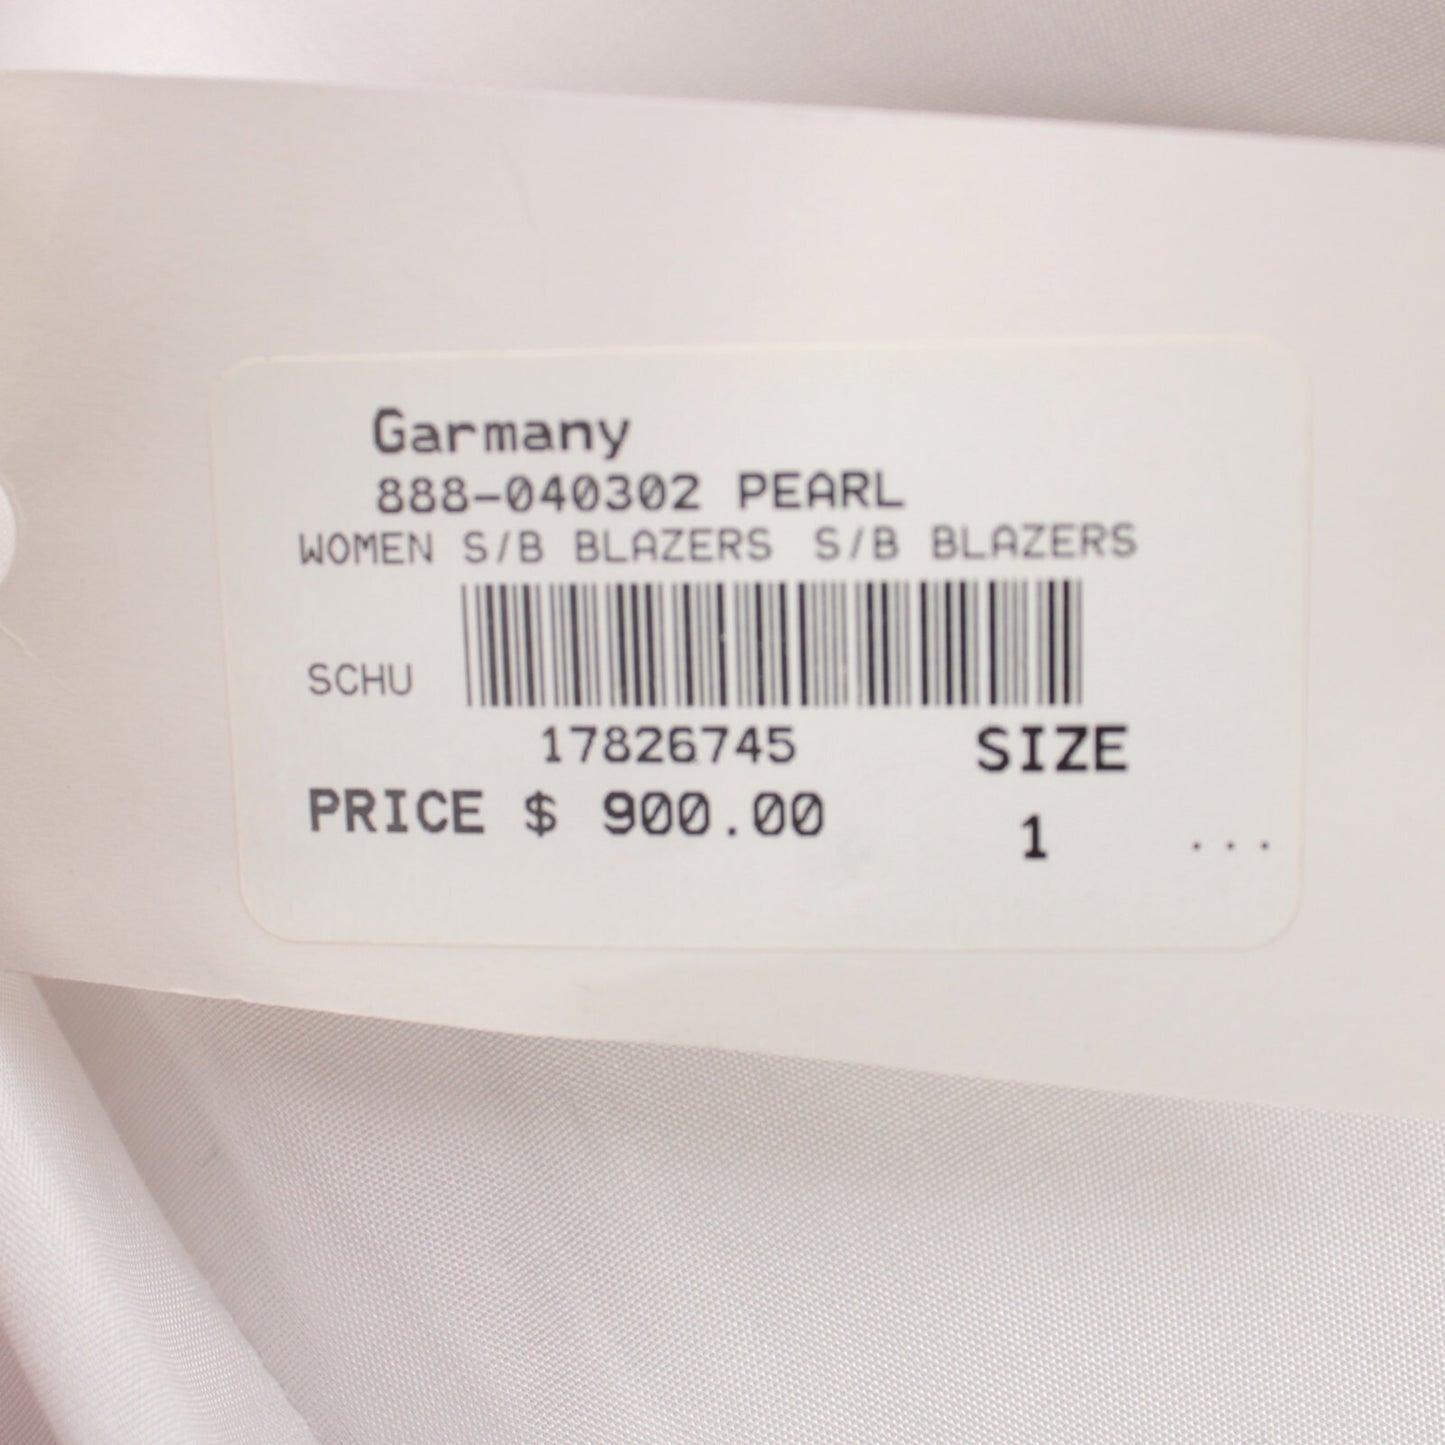 Garmany
888-040302 PEARL
WOMEN S/B BLAZERS S/B BLAZERS
SCHU
17826745
SIZE
PRICE $ 900.00
1 ...